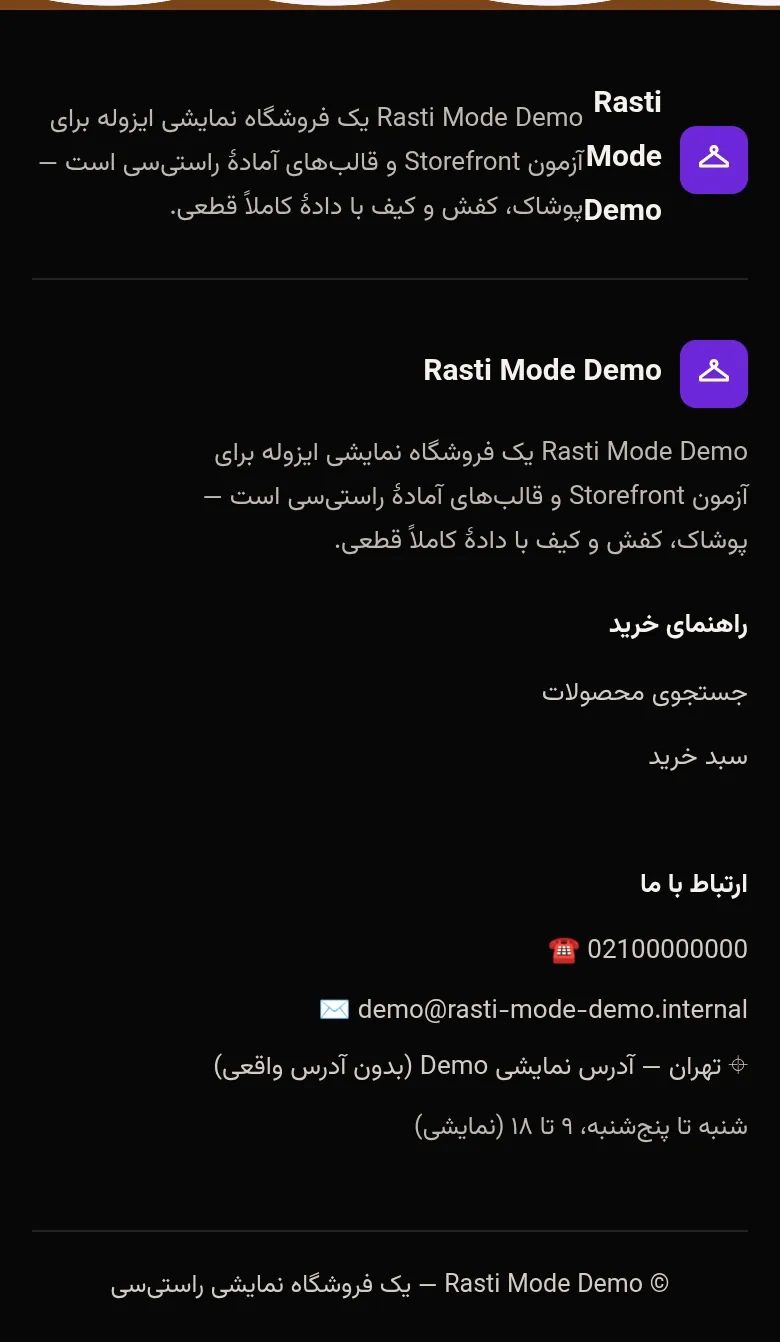 Rasti
Mode
Demo
Rasti Mode Demo یک فروشگاه نمایشی ایزوله برای
آزمون Storefront و قالب‌های آمادهٔ راستی‌سی است —
پوشاک، کفش و کیف با دادهٔ کاملاً قطعی.
Rasti Mode Demo
Rasti Mode Demo یک فروشگاه نمایشی ایزوله برای
آزمون Storefront و قالب‌های آمادهٔ راستی‌سی است —
پوشاک، کفش و کیف با دادهٔ کاملاً قطعی.
راهنمای خرید
جستجوی محصولات
سبد خرید
ارتباط با ما
02100000000 ☎️
demo@rasti-mode-demo.internal ✉️
⌖ تهران — آدرس نمایشی Demo (بدون آدرس واقعی)
شنبه تا پنج‌شنبه، ۹ تا ۱۸ (نمایشی)
© Rasti Mode Demo — یک فروشگاه نمایشی راستی‌سی